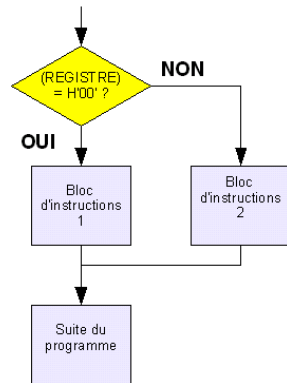 (REGISTRE)
= H'00' ?
NON
OUI
Bloc
d'instructions
1
Bloc
d'instructions
2
Suite du
programme